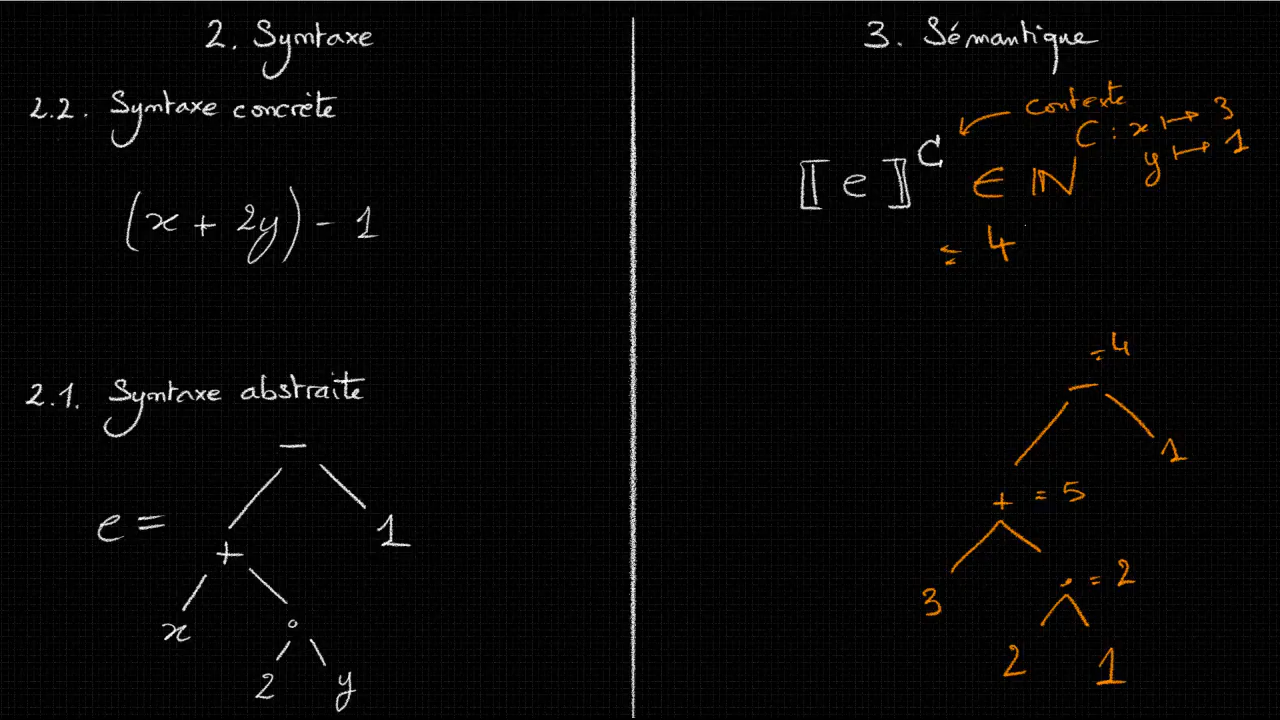 2. Syntaxe
2.2. Syntaxe concrète
(x + 2y) - 1
2.1. Syntaxe abstraite
−
e =
+
1
x
∘
2 y
3. Sémantique
contexte
C : x ↦ 3
y ↦ 1
⟦ e ⟧^C ∈ ℕ
= 4
= 4
−
1
+ = 5
3
· = 2
2 1